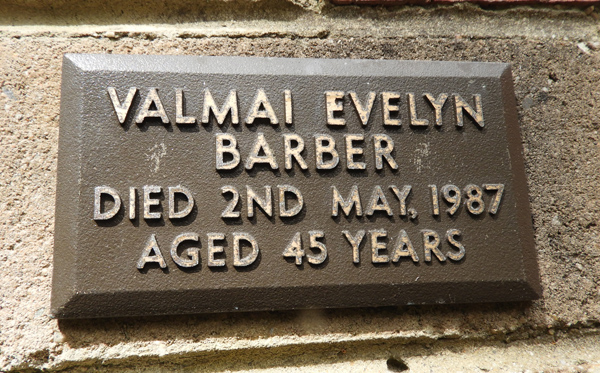 VALMAI EVELYN
BARBER
DIED 2ND MAY, 1987
AGED 45 YEARS